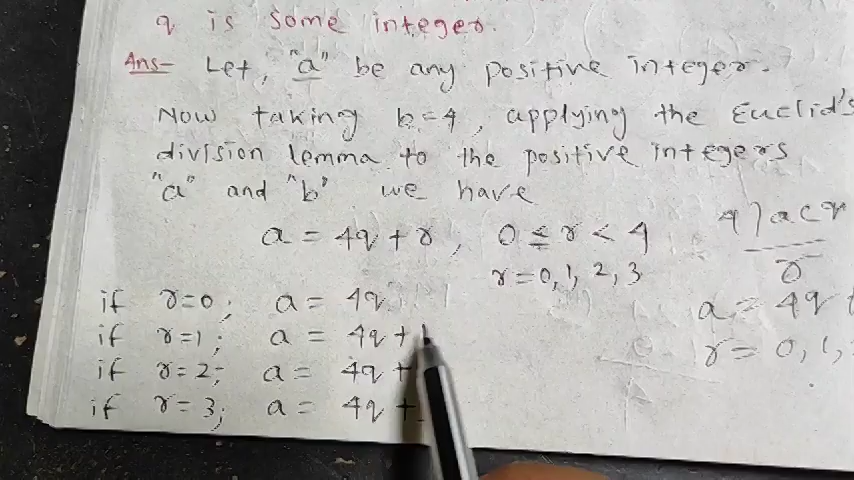 q is some integer.
Ans- Let, "a" be any positive integer.
Now taking b=4, applying the Euclid's
division lemma to the positive integers
"a" and "b" we have
a = 4q + r, 0 ≤ r < 4
r = 0, 1, 2, 3
if r=0; a = 4q
if r=1; a = 4q +
if r=2; a = 4q +
if r=3; a = 4q +
4)a(q
r
a = 4q
r = 0, 1,